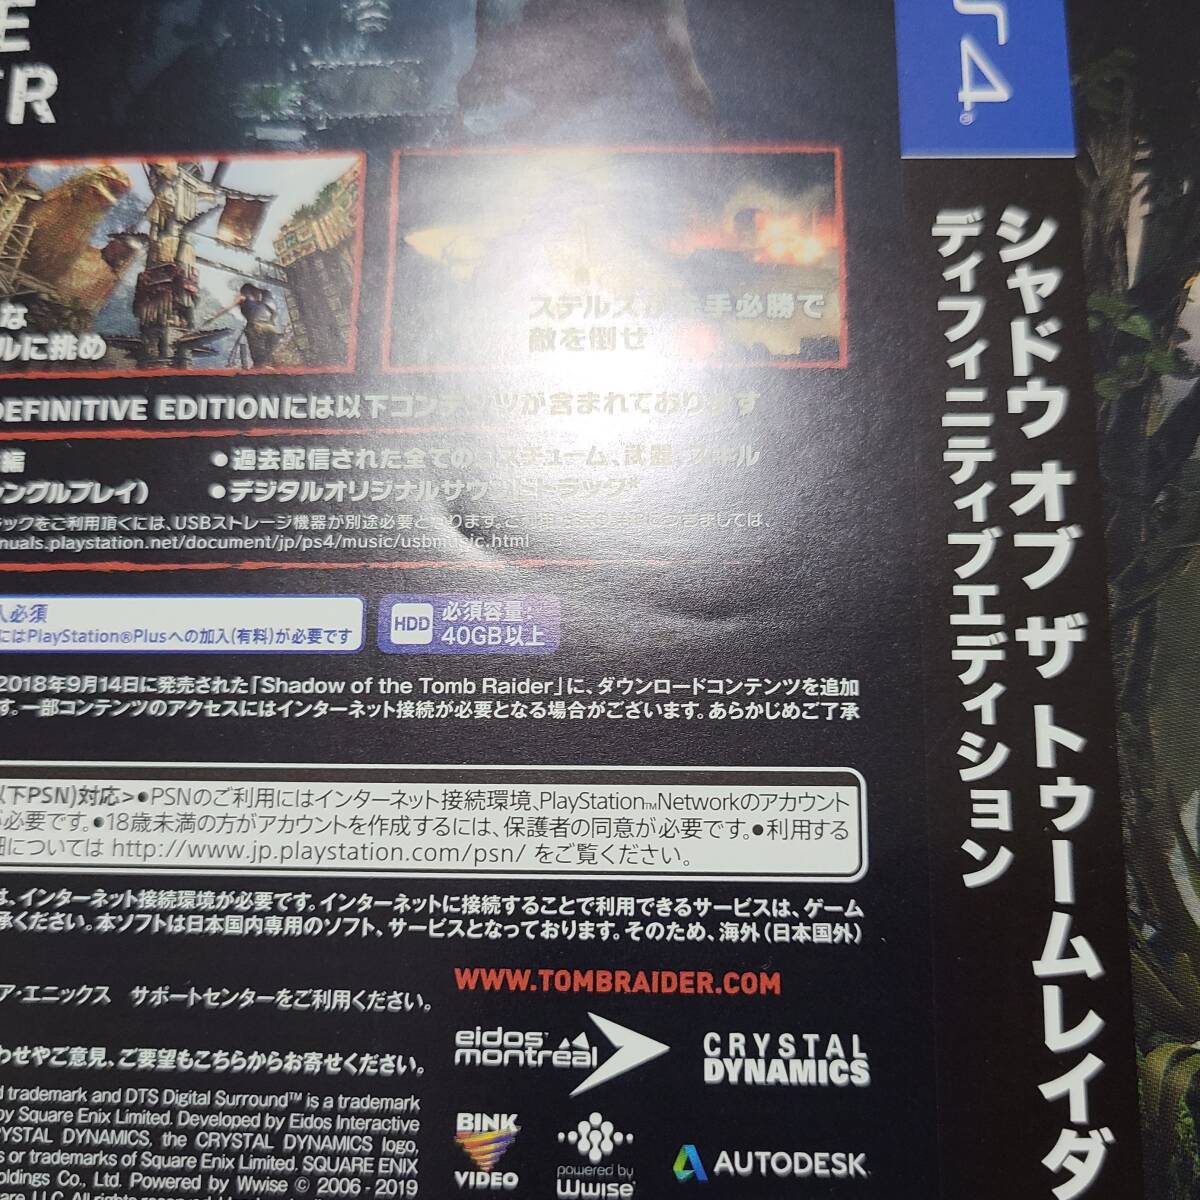 E
ER
PS4
な
ルに挑め
ステルス 手必勝で
敵を倒せ
DEFINITIVE EDITIONには以下コンテンツが含まれております
編
ングルプレイ)
●過去配信された全てのコスチューム、武器、スキル
●デジタルオリジナルサウンドトラック*
ックをご利用頂くには、USBストレージ機器が別途必要となります。
nuals.playstation.net/document/jp/ps4/music/usbmusic.html
入必須
にはPlayStation®Plusへの加入(有料)が必要です
HDD
必須容量:
40GB以上
2018年9月14日に発売された「Shadow of the Tomb Raider」に、ダウンロードコンテンツを追加
す。一部コンテンツのアクセスにはインターネット接続が必要となる場合がございます。あらかじめご了承
以下PSN)対応>●PSNのご利用にはインターネット接続環境、PlayStation™Networkのアカウント
が必要です。●18歳未満の方がアカウントを作成するには、保護者の同意が必要です。●利用する
細については http://www.jp.playstation.com/psn/ をご覧ください。
は、インターネット接続環境が必要です。インターネットに接続することで利用できるサービスは、ゲーム
承ください。本ソフトは日本国内専用のソフト、サービスとなっております。そのため、海外(日本国外)
ア・エニックス サポートセンターをご利用ください。
わせやご意見、ご要望もこちらからお寄せください。
WWW.TOMBRAIDER.COM
eidos™
montréal
CRYSTAL
DYNAMICS
d trademark and DTS Digital Surround™ is a trademark
by Square Enix Limited. Developed by Eidos Interactive
CRYSTAL DYNAMICS, the CRYSTAL DYNAMICS logo,
s or trademarks of Square Enix Limited. SQUARE ENIX
oldings Co., Ltd. Powered by Wwise © 2006 - 2019
BINK
VIDEO
powered by
Wwise
AUTODESK.
シャドウ オブ ザ トゥームレイダ
ディフィニティブエディション